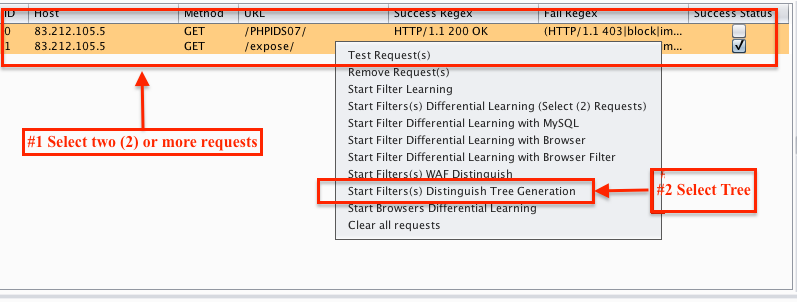 ID Host Method URL Success Regex Fail Regex Success Status
0 83.212.105.5 GET /PHPIDS07/ HTTP/1.1 200 OK (HTTP/1.1 403|block|im...
1 83.212.105.5 GET /expose/ m...
Test Request(s)
Remove Request(s)
Start Filter Learning
Start Filters(s) Differential Learning (Select (2) Requests)
Start Filter Differential Learning with MySQL
#1 Select two (2) or more requests
Start Filter Differential Learning with Browser
Start Filter Differential Learning with Browser Filter
Start Filters(s) WAF Distinguish
Start Filters(s) Distinguish Tree Generation
#2 Select Tree
Start Browsers Differential Learning
Clear all requests